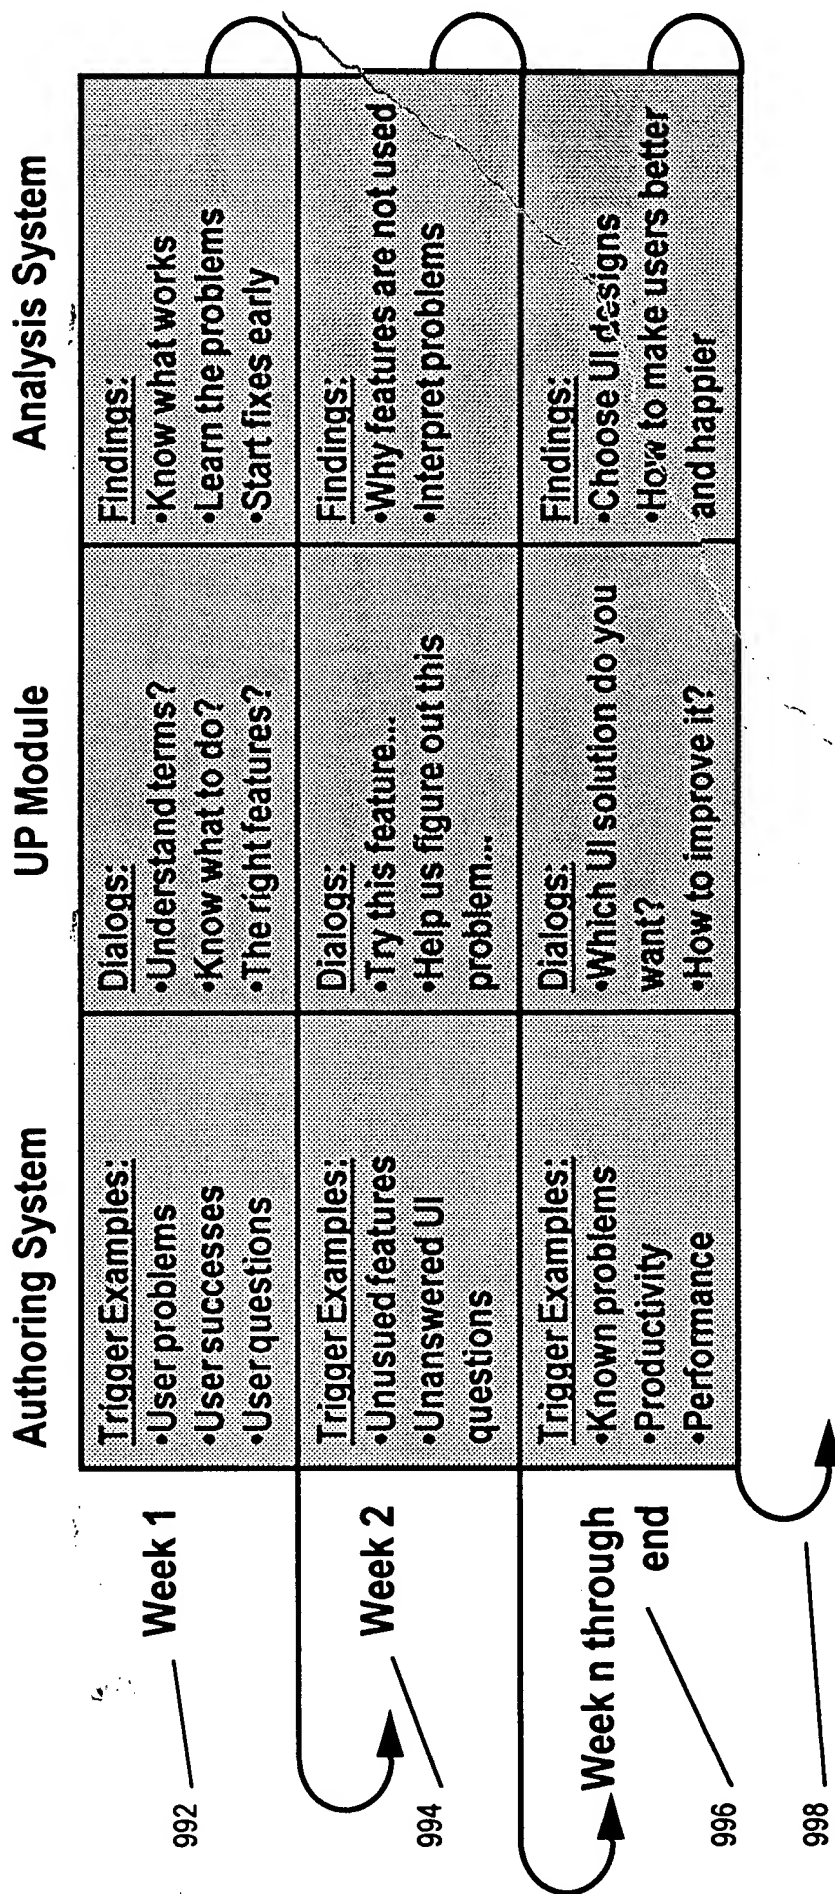 Authoring System
UP Module
Analysis System
Week 1
Trigger Examples:
•User problems
•User successes
•User questions
Dialogs:
•Understand terms?
•Know what to do?
•The right features?
Findings:
•Know what works
•Learn the problems
•Start fixes early
992
Week 2
Trigger Examples:
•Unusued features
•Unanswered UI
questions
Dialogs:
•Try this feature...
•Help us figure out this
problem...
Findings:
•Why features are not used
•Interpret problems
994
Week n through
end
Trigger Examples:
•Known problems
•Productivity
•Performance
Dialogs:
•Which UI solution do you
want?
•How to improve it?
Findings:
•Choose UI designs
•How to make users better
and happier
996
998